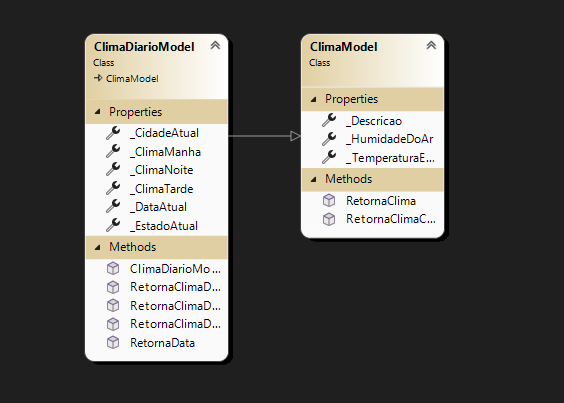 ClimaDiarioModel
Class
ClimaModel
Properties
_CidadeAtual
_ClimaManha
_ClimaNoite
_ClimaTarde
_DataAtual
_EstadoAtual
Methods
ClimaDiarioMo...
RetornaClimaD...
RetornaClimaD...
RetornaClimaD...
RetornaData
ClimaModel
Class
Properties
_Descricao
_HumidadeDoAr
_TemperaturaE...
Methods
RetornaClima
RetornaClimaC...